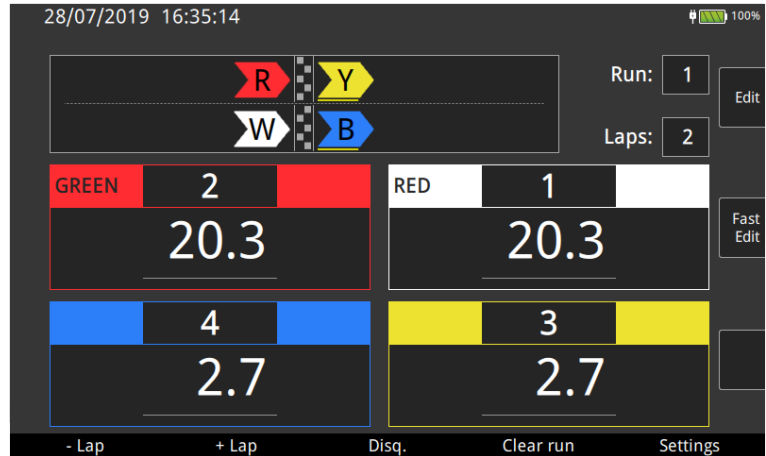 28/07/2019 16:35:14 100%
R Y Run: 1
Edit
W B Laps: 2
GREEN 2 RED 1
20.3 20.3
Fast
Edit
4 3
2.7 2.7
- Lap + Lap Disq. Clear run Settings